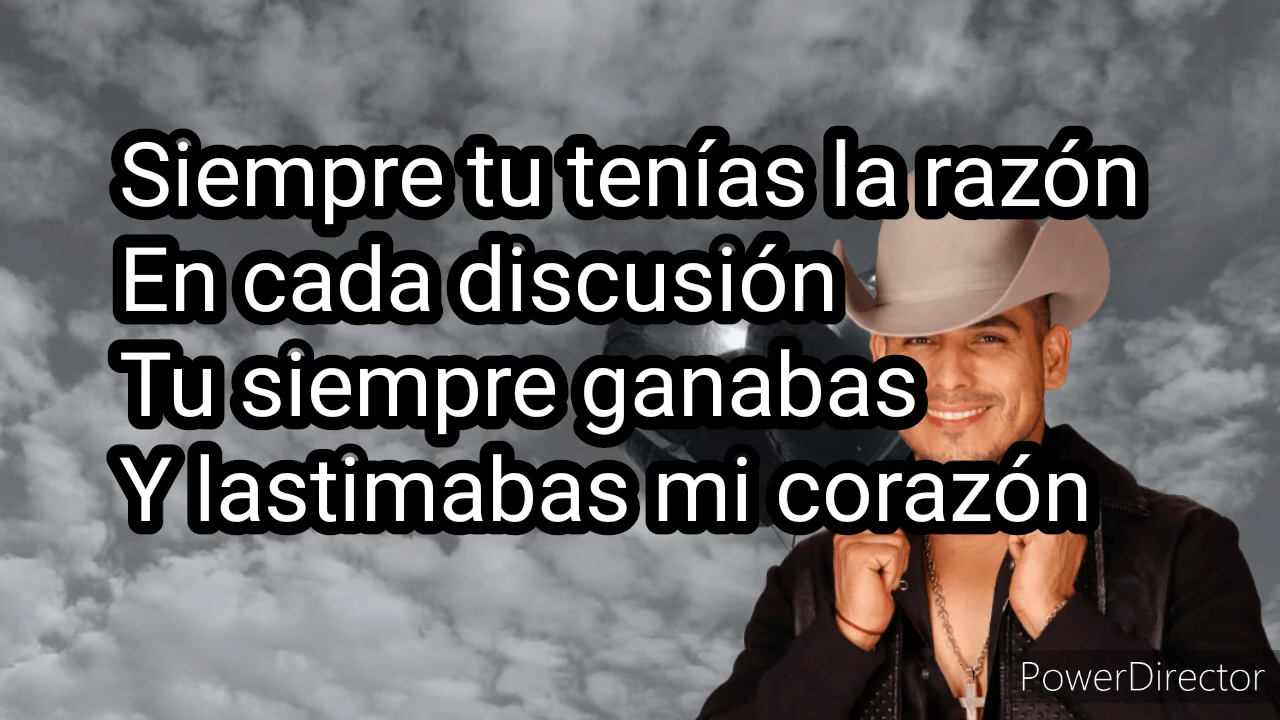 Siempre tu tenías la razón
En cada discusión
Tu siempre ganabas
Y lastimabas mi corazón
PowerDirector